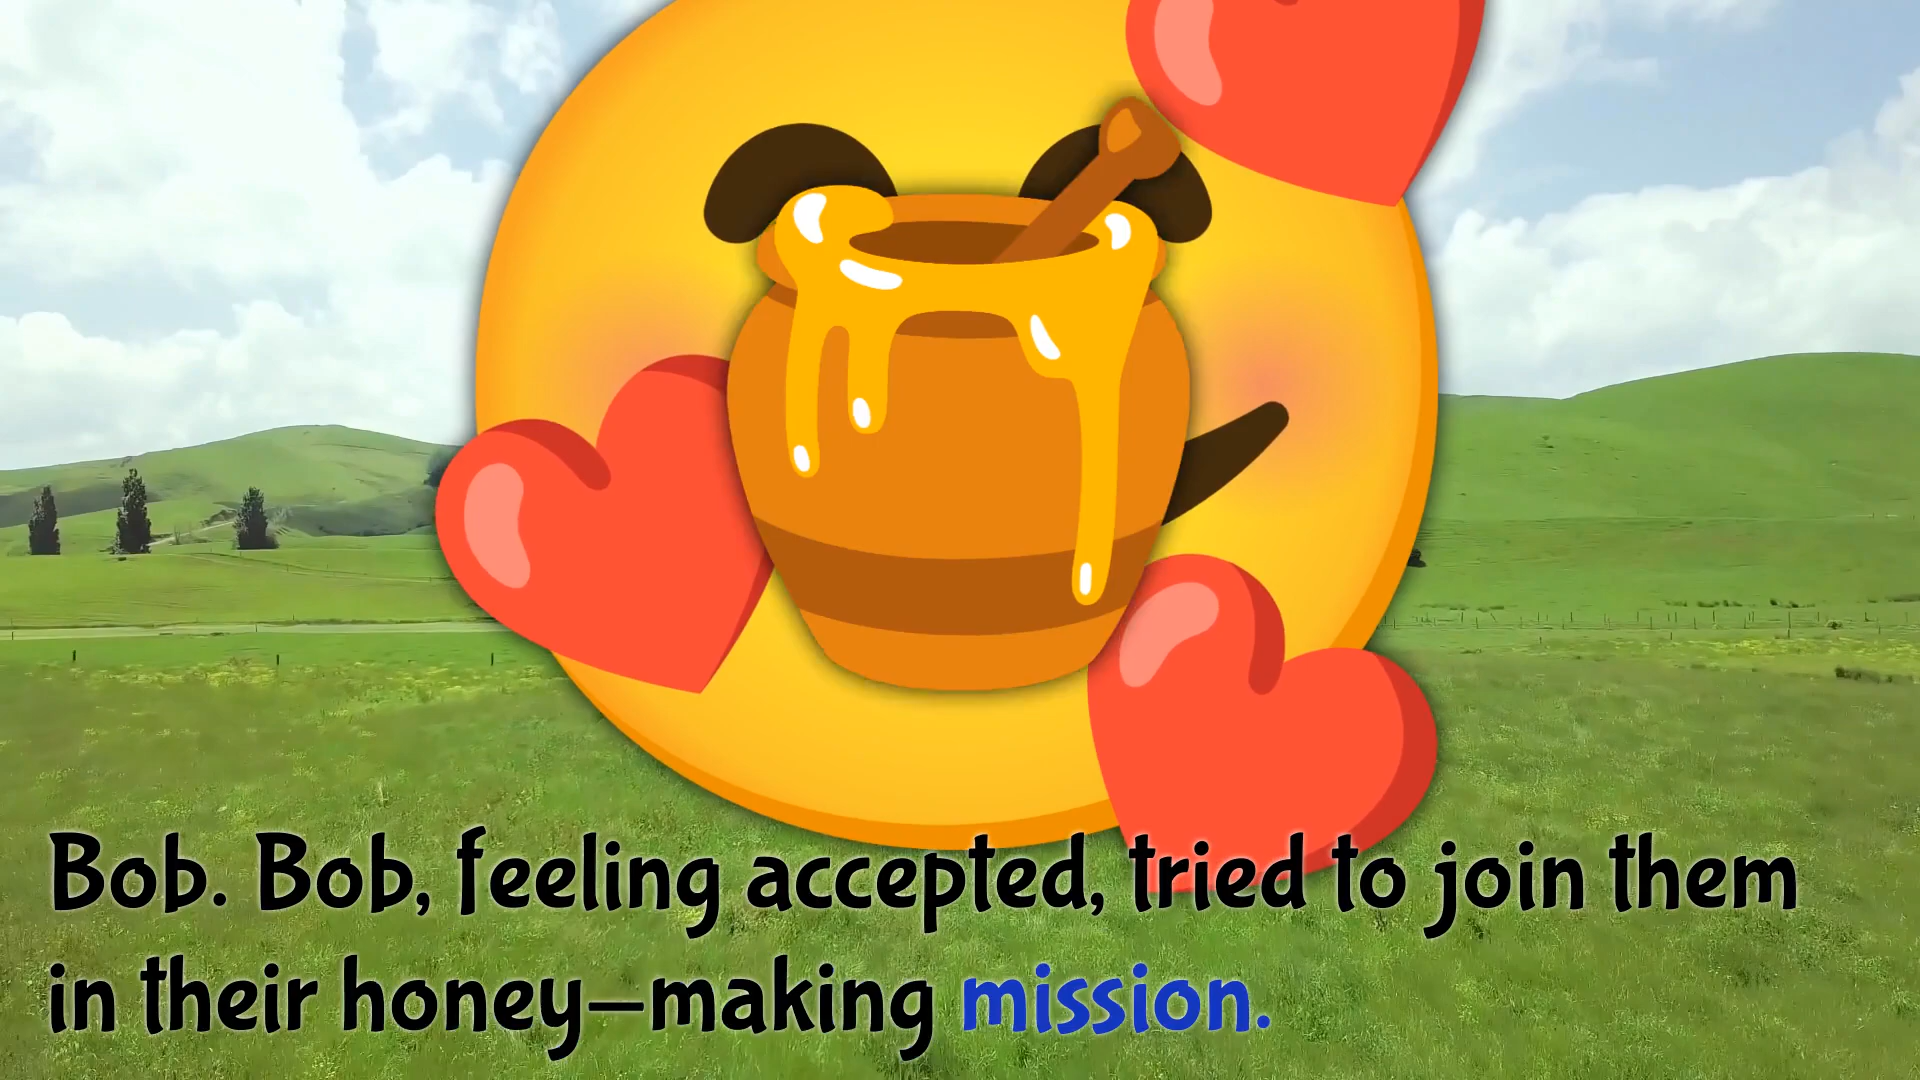 Bob. Bob, feeling accepted, tried to join them
in their honey-making mission.